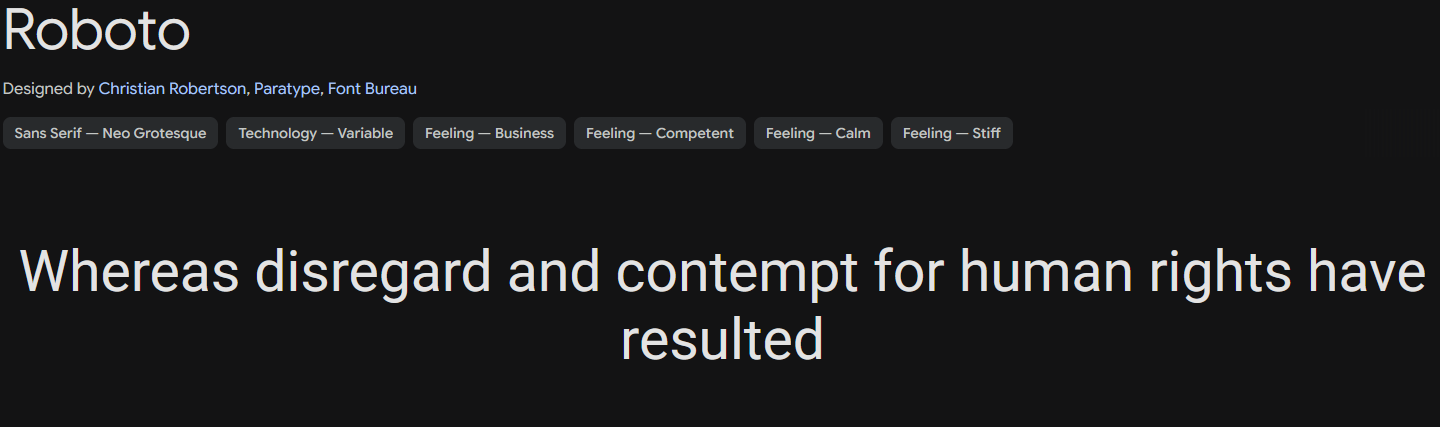 Roboto
Designed by Christian Robertson, Paratype, Font Bureau
Sans Serif — Neo Grotesque Technology — Variable Feeling — Business Feeling — Competent Feeling — Calm Feeling — Stiff
Whereas disregard and contempt for human rights have
resulted